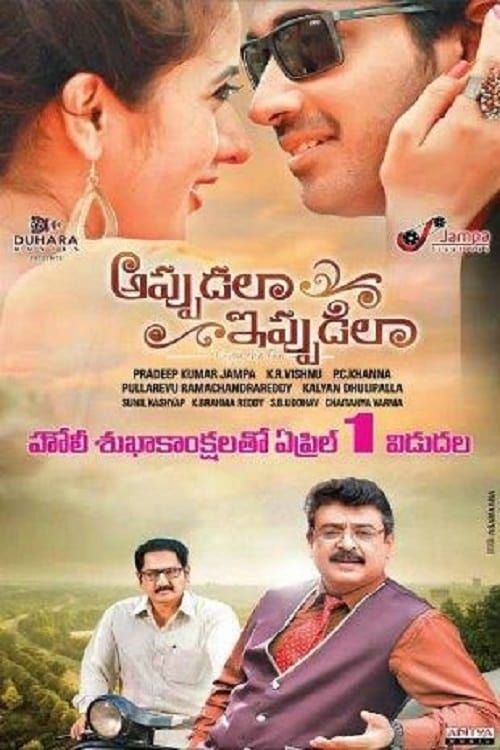 DUHARA
PRESENTS
Jampa
అప్పుడలా
ఇప్పుడిలా
PRADEEP KUMAR JAMPA K.R.VISHNU P.C.KHANNA
PULLAREVU RAMACHANDRAREDDY KALYAN DHULIPALLA
SUNIL KASHYAP K.BRAHMA REDDY S.B.UDDHAV CHAITANYA VARMA
హోలీ శుభాకాంక్షలతో ఏప్రిల్ 1 విడుదల
ADITYA
MUSIC